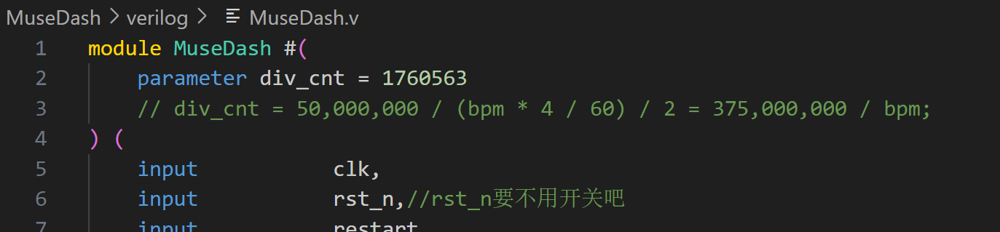 MuseDash > verilog > MuseDash.v
1 module MuseDash #(
2 parameter div_cnt = 1760563
3 // div_cnt = 50,000,000 / (bpm * 4 / 60) / 2 = 375,000,000 / bpm;
4 ) (
5 input clk,
6 input rst_n,//rst_n要不用开关吧
7 input restart